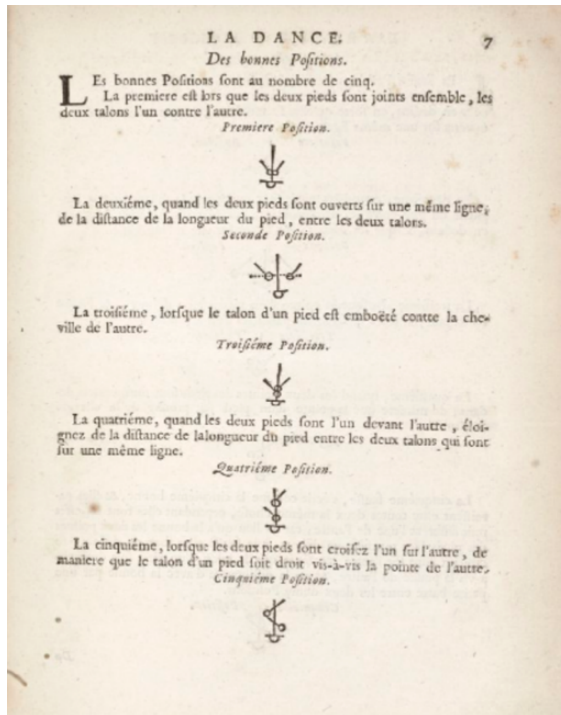 LA DANCE. 7
Des bonnes Positions.
LEs bonnes Positions sont au nombre de cinq.
La premiere est lors que les deux pieds sont joints ensemble, les
deux talons l'un contre l'autre.
Premiere Position.
La deuxiéme, quand les deux pieds sont ouverts sur une même ligne,
de la distance de la longueur du pied, entre les deux talons.
Seconde Position.
La troisiéme, lorsque le talon d'un pied est emboëté contre la che-
ville de l'autre.
Troisiéme Position.
La quatriéme, quand les deux pieds sont l'un devant l'autre, éloi-
gnez de la distance de lalongueur du pied entre les deux talons qui sont
sur une même ligne.
Quatriéme Position.
La cinquiéme, lorsque les deux pieds sont croisez l'un sur l'autre, de
maniere que le talon d'un pied soit droit vis-à-vis la pointe de l'autre.
Cinquiéme Position.